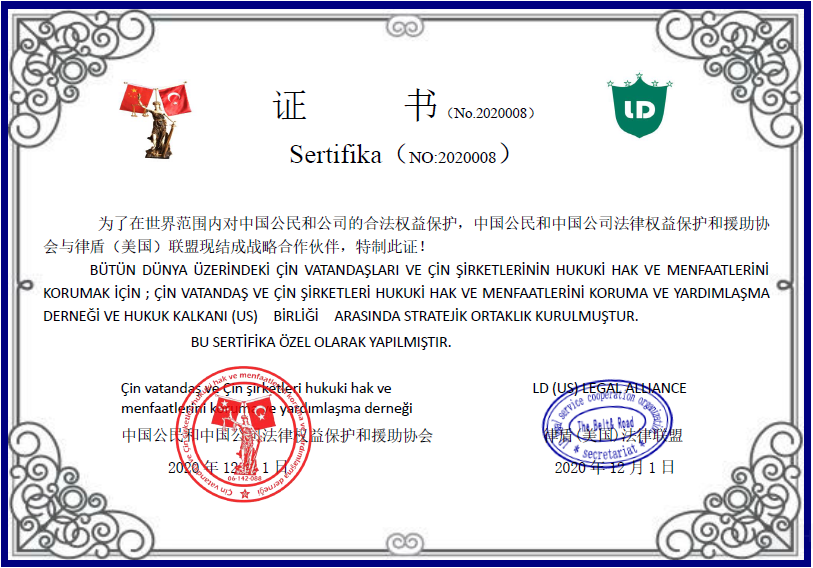 证 书（No.2020008）
LD
Sertifika（NO:2020008）
为了在世界范围内对中国公民和公司的合法权益保护，中国公民和中国公司法律权益保护和援助协
会与律盾（美国）联盟现结成战略合作伙伴，特制此证！
BÜTÜN DÜNYA ÜZERİNDEKİ ÇİN VATANDAŞLARI VE ÇİN ŞİRKETLERİNİN HUKUKİ HAK VE MENFAATLERİNİ
KORUMAK İÇİN ; ÇİN VATANDAŞ VE ÇİN ŞİRKETLERİ HUKUKİ HAK VE MENFAATLERİNİ KORUMA VE YARDIMLAŞMA
DERNEĞİ VE HUKUK KALKANI (US) BİRLİĞİ ARASINDA STRATEJİK ORTAKLIK KURULMUŞTUR.
BU SERTİFİKA ÖZEL OLARAK YAPILMIŞTIR.
Çin vatandaş ve Çin şirketleri hukuki hak ve
menfaatlerini koruma ve yardımlaşma derneği
中国公民和中国公司法律权益保护和援助协会
2020 年 12 月 1 日
Çin vatandaş ve Çin şirketleri hukuki hak ve menfaatlerini koruma ve yardımlaşma derneği
06-142-088
LD (US) LEGAL ALLIANCE
律盾(美国)法律联盟
2020 年 12 月 1 日
legal service cooperation organization
The Belt& Road
secretariat